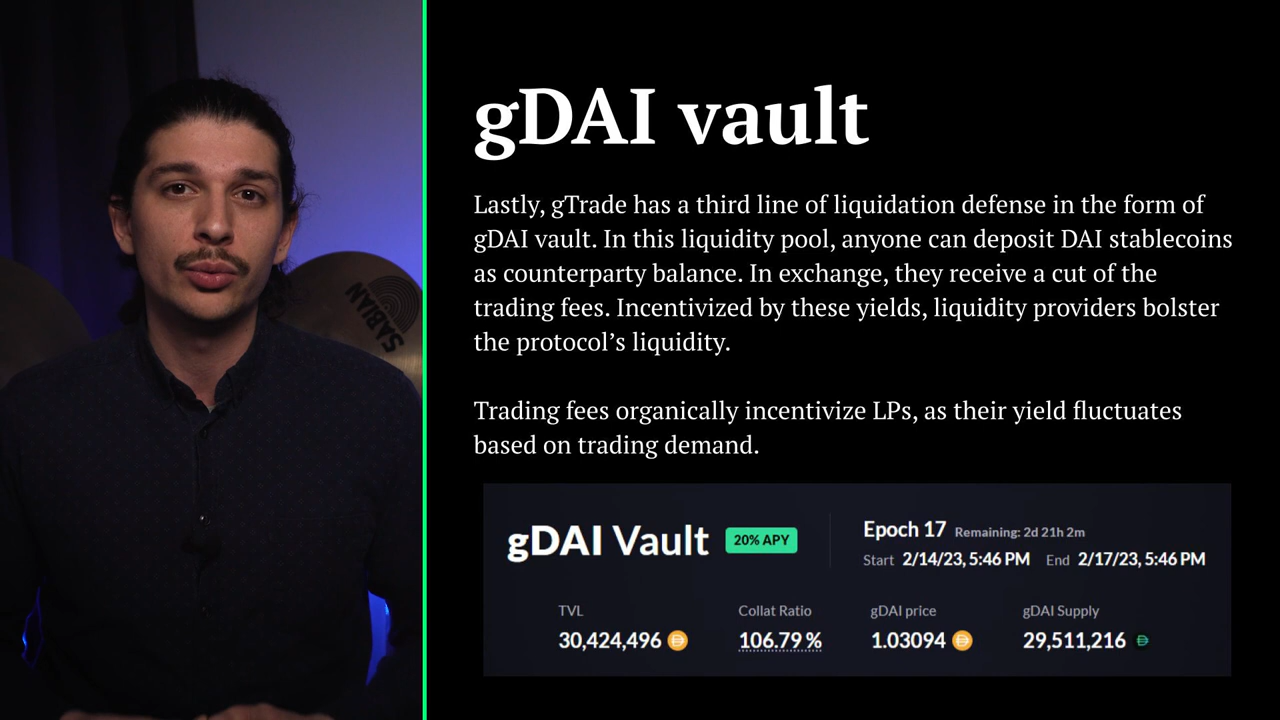 gDAI vault
Lastly, gTrade has a third line of liquidation defense in the form of
gDAI vault. In this liquidity pool, anyone can deposit DAI stablecoins
as counterparty balance. In exchange, they receive a cut of the
trading fees. Incentivized by these yields, liquidity providers bolster
the protocol’s liquidity.
Trading fees organically incentivize LPs, as their yield fluctuates
based on trading demand.
gDAI Vault 20% APY
Epoch 17 Remaining: 2d 21h 2m
Start 2/14/23, 5:46 PM End 2/17/23, 5:46 PM
TVL Collat Ratio gDAI price gDAI Supply
30,424,496 106.79 % 1.03094 29,511,216
SABIAN